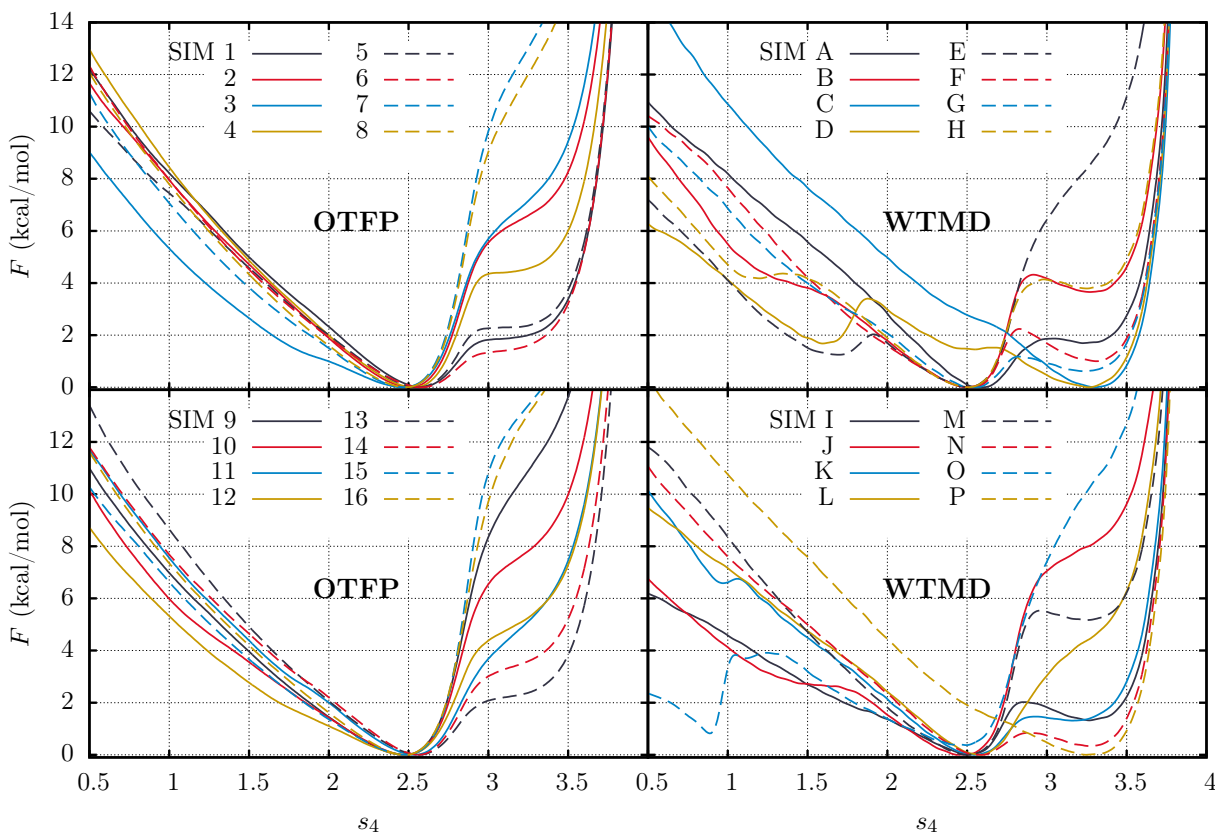 14
12
10
8
6
4
2
0
F (kcal/mol)
SIM 1
2
3
4
5
6
7
8
OTFP
SIM A
B
C
D
E
F
G
H
WTMD
12
10
8
6
4
2
0
F (kcal/mol)
SIM 9
10
11
12
13
14
15
16
OTFP
SIM I
J
K
L
M
N
O
P
WTMD
0.5 1 1.5 2 2.5 3 3.5 0.5 1 1.5 2 2.5 3 3.5 4
s4 s4